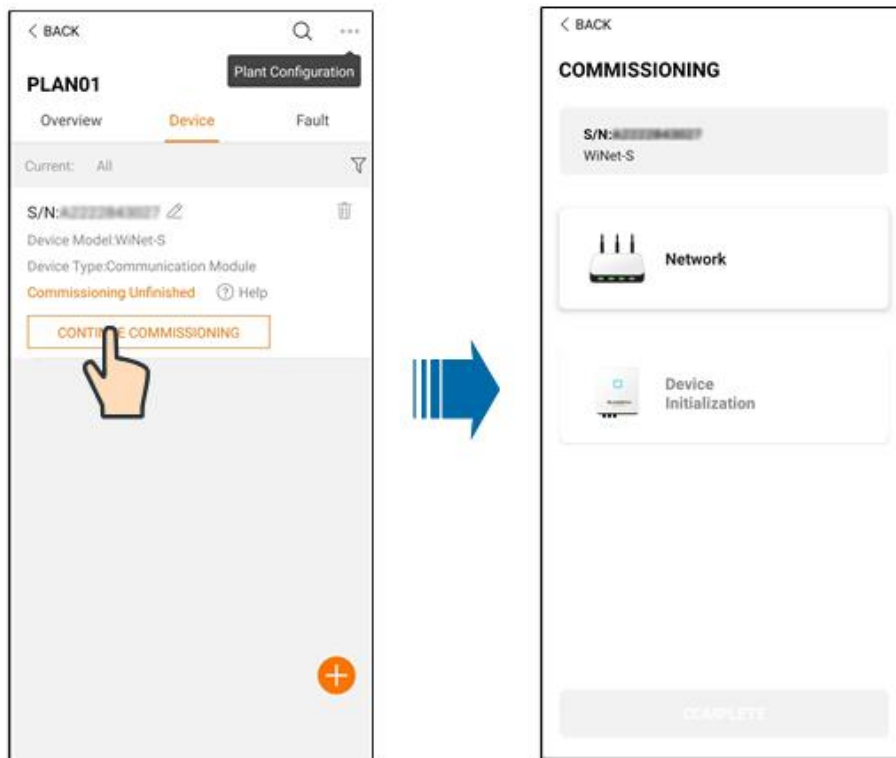 < BACK
Plant Configuration
PLAN01
Overview Device Fault
Current: All
S/N:
Device Model:WiNet-S
Device Type:Communication Module
Commissioning Unfinished ? Help
COMMISSIONING
< BACK
COMMISSIONING
S/N:
WiNet-S
Network
Device
Initialization
COMPLETE